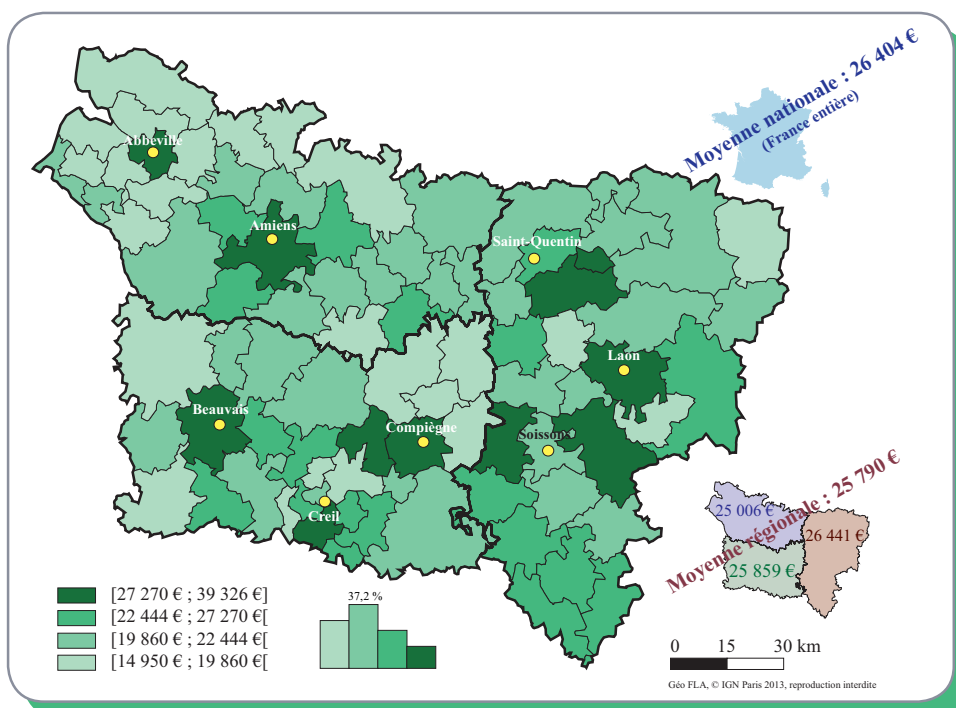 Moyenne nationale : 26 404 €
(France entière)
Abbeville
Amiens
Saint-Quentin
Laon
Beauvais
Compiègne
Soissons
Creil
Moyenne régionale : 25 790 €
25 006 €
26 441 €
25 859 €
[27 270 € ; 39 326 €]
[22 444 € ; 27 270 €[
[19 860 € ; 22 444 €[
[14 950 € ; 19 860 €[
37,2 %
0 15 30 km
Géo FLA, © IGN Paris 2013, reproduction interdite